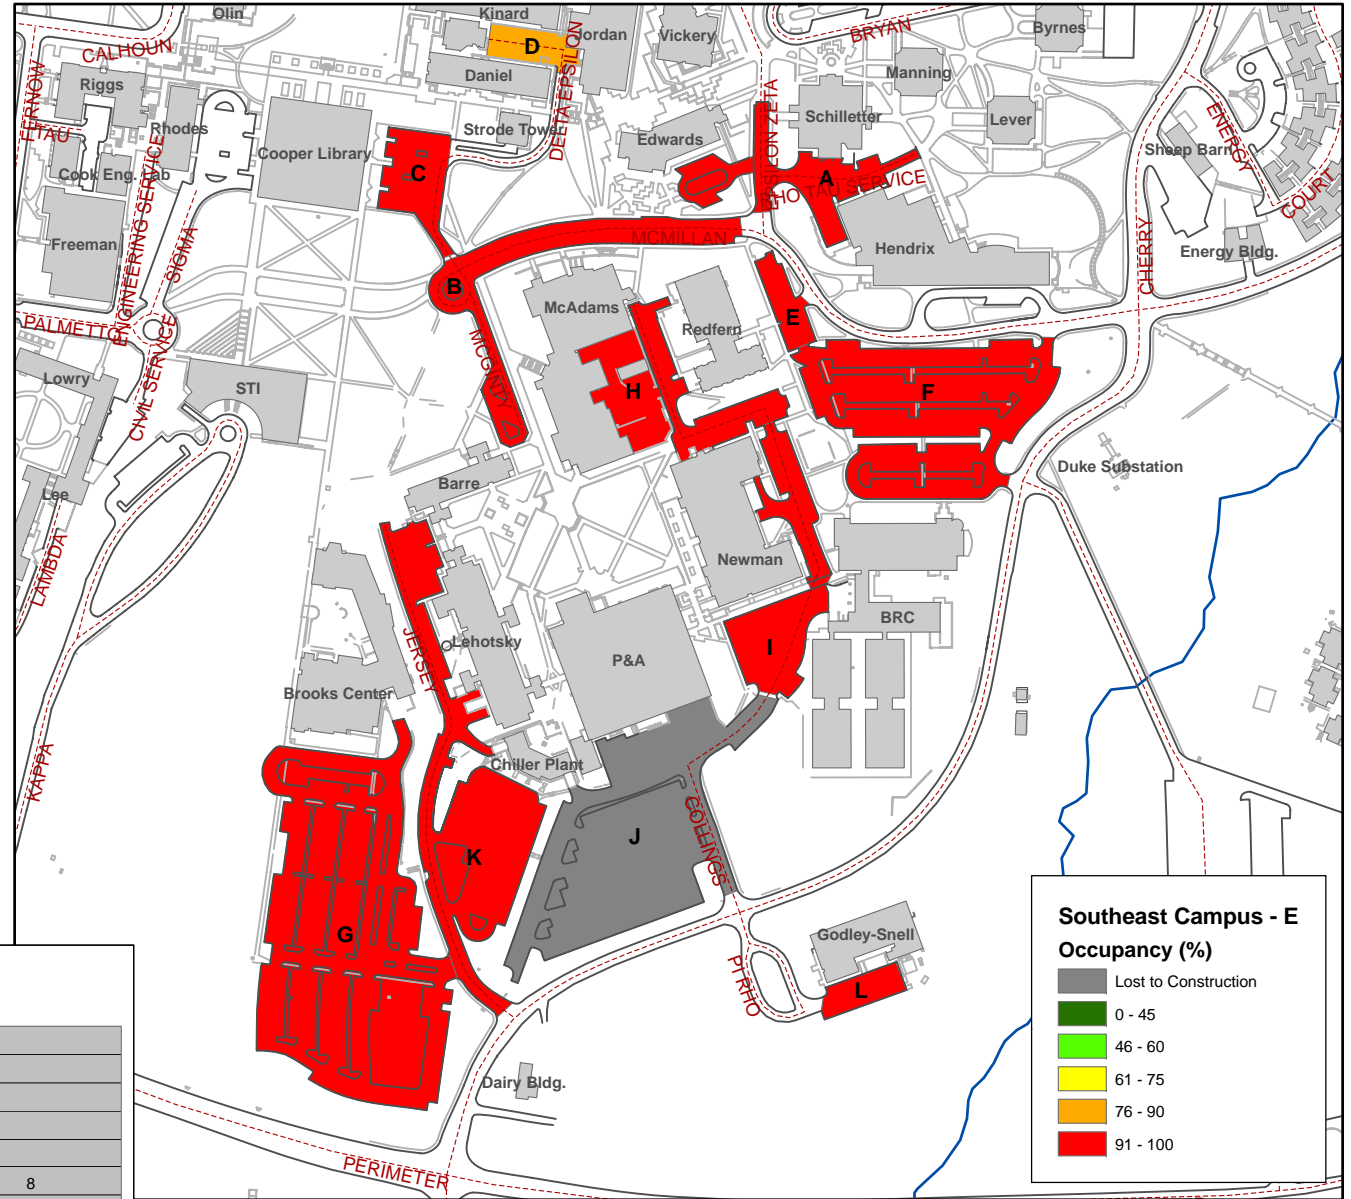 Olin
Kinard
Jordan
Vickery
BRYAN
Byrnes
CALHOUN
D
DELTA EPSILON
Daniel
Manning
Riggs
FERNOW
TAU
Rhodes
Strode Tower
Edwards
EPSILON ZETA
Schilletter
Lever
ENERGY
Sheep Barn
COURT
Cooper Library
Cook Eng. Lab
C
A
RHO TAU SERVICE
ENGINEERING SERVICE
SIGMA
Freeman
MCMILLAN
Hendrix
CHERRY
Energy Bldg.
B
McAdams
E
Redfern
PALMETTO
CIVIL SERVICE
MCGINTY
Lowry
STI
H
F
Barre
Duke Substation
Lee
LAMBDA
Newman
BRC
JERSEY
Lehotsky
P&A
I
Brooks Center
KAPPA
Chiller Plant
J
COLLINGS
K
G
Godley-Snell
PI RHO
L
Dairy Bldg.
PERIMETER
8
Southeast Campus - E
Occupancy (%)
Lost to Construction
0 - 45
46 - 60
61 - 75
76 - 90
91 - 100